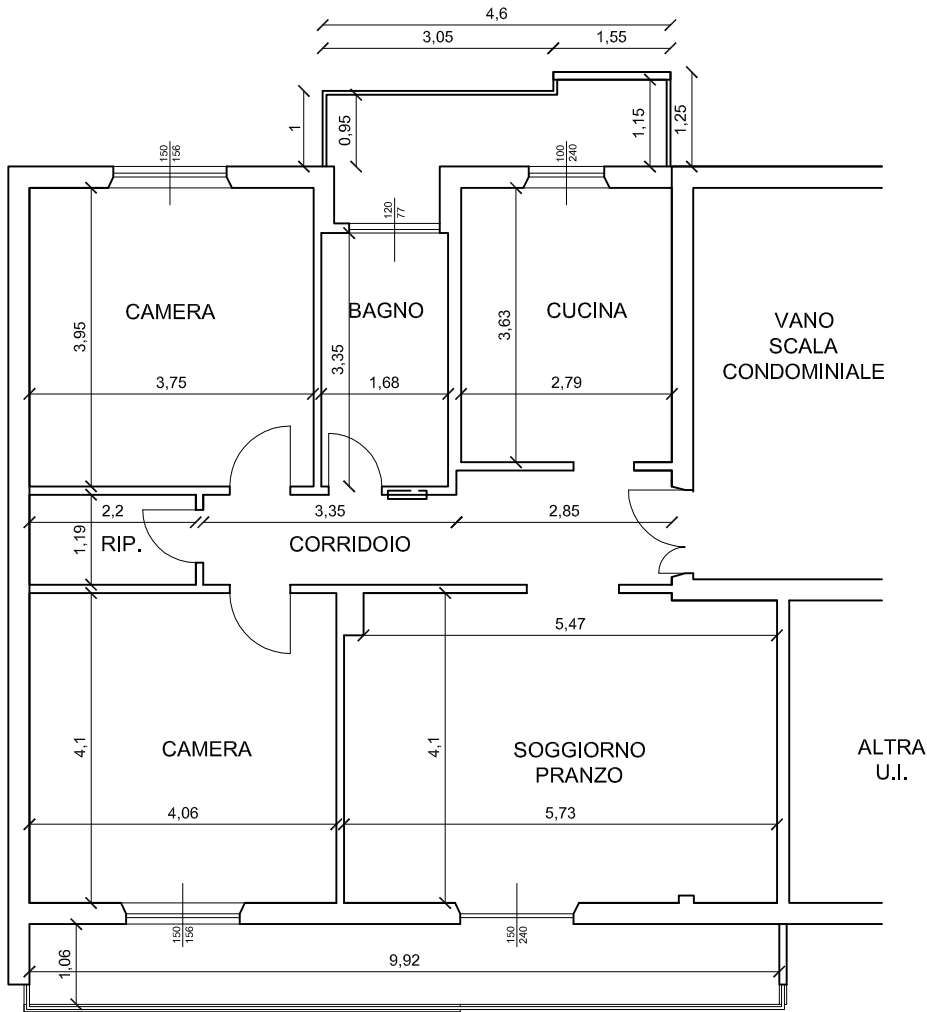 4,6
3,05
1,55
1
0,95
1,15
1,25
150
156
120
77
100
240
CAMERA
BAGNO
CUCINA
VANO
SCALA
CONDOMINIALE
3,95
3,35
3,63
3,75
1,68
2,79
2,2
3,35
2,85
1,19
RIP.
CORRIDOIO
5,47
4,1
CAMERA
4,1
SOGGIORNO
PRANZO
ALTRA
U.I.
4,06
5,73
150
156
150
240
1,06
9,92